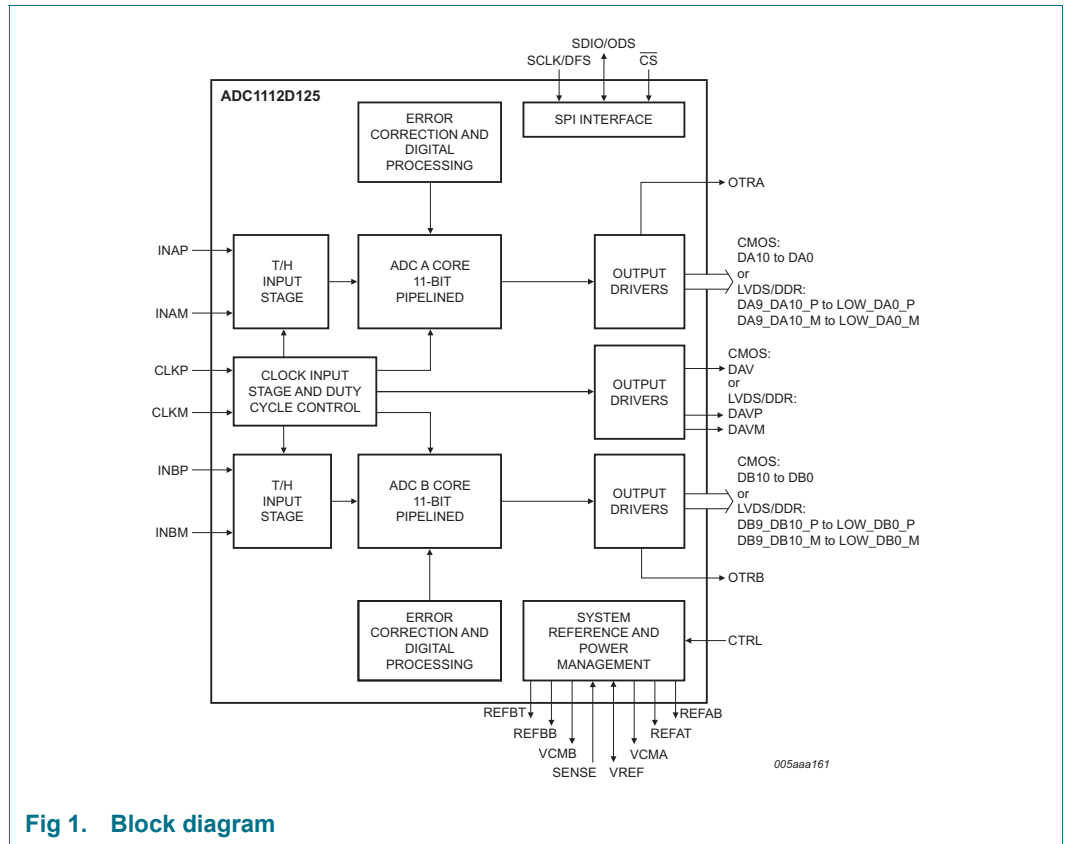 SDIO/ODS
SCLK/DFS
CS
ADC1112D125
ERROR
CORRECTION AND
DIGITAL
PROCESSING
SPI INTERFACE
OTRA
INAP
INAM
T/H
INPUT
STAGE
ADC A CORE
11-BIT
PIPELINED
OUTPUT
DRIVERS
CMOS:
DA10 to DA0
or
LVDS/DDR:
DA9_DA10_P to LOW_DA0_P
DA9_DA10_M to LOW_DA0_M
CLKP
CLKM
CLOCK INPUT
STAGE AND DUTY
CYCLE CONTROL
OUTPUT
DRIVERS
CMOS:
DAV
or
LVDS/DDR:
DAVP
DAVM
INBP
INBM
T/H
INPUT
STAGE
ADC B CORE
11-BIT
PIPELINED
OUTPUT
DRIVERS
CMOS:
DB10 to DB0
or
LVDS/DDR:
DB9_DB10_P to LOW_DB0_P
DB9_DB10_M to LOW_DB0_M
OTRB
ERROR
CORRECTION AND
DIGITAL
PROCESSING
SYSTEM
REFERENCE AND
POWER
MANAGEMENT
CTRL
REFBT
REFBB
VCMB
SENSE
VREF
VCMA
REFAT
REFAB
005aaa161
Fig 1. Block diagram